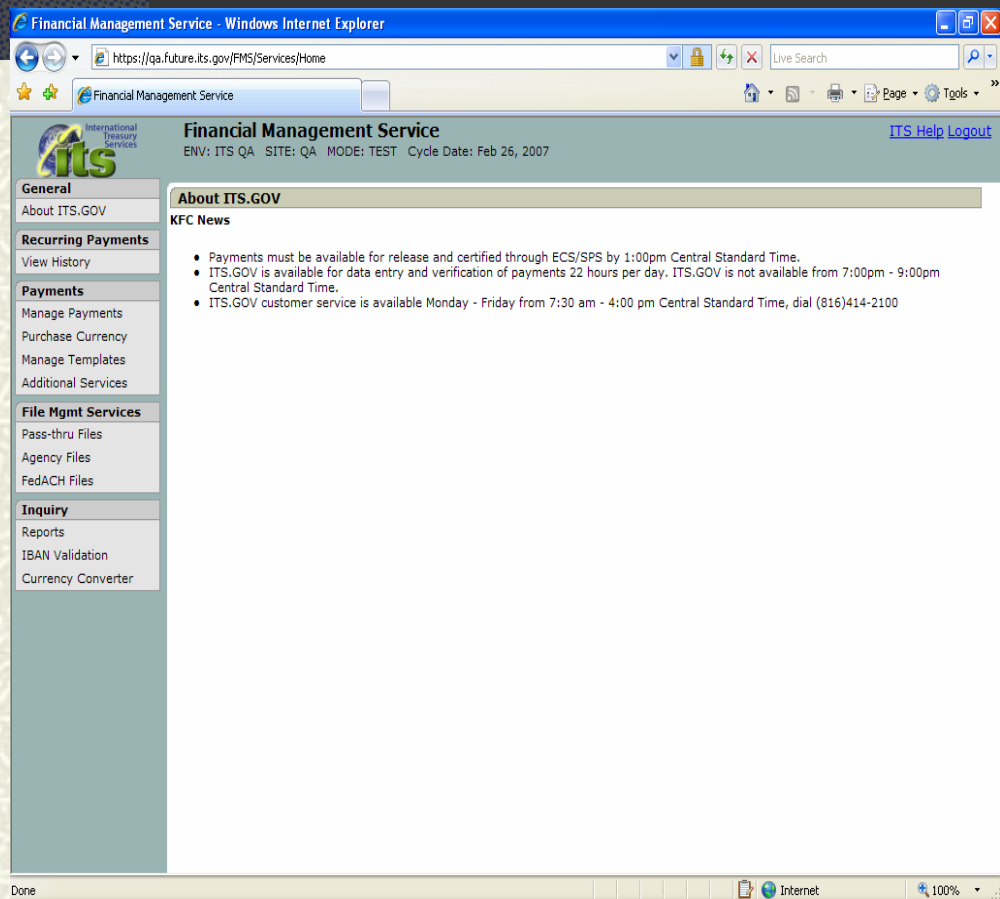 Financial Management Service - Windows Internet Explorer
https://qa.future.its.gov/FMS/Services/Home
Live Search
Financial Management Service
Page
Tools
»
International
Treasury
Services
its
Financial Management Service
ENV: ITS QA SITE: QA MODE: TEST Cycle Date: Feb 26, 2007
ITS Help Logout
General
About ITS.GOV
Recurring Payments
View History
Payments
Manage Payments
Purchase Currency
Manage Templates
Additional Services
File Mgmt Services
Pass-thru Files
Agency Files
FedACH Files
Inquiry
Reports
IBAN Validation
Currency Converter
About ITS.GOV
KFC News
• Payments must be available for release and certified through ECS/SPS by 1:00pm Central Standard Time.
• ITS.GOV is available for data entry and verification of payments 22 hours per day. ITS.GOV is not available from 7:00pm - 9:00pm
Central Standard Time.
• ITS.GOV customer service is available Monday - Friday from 7:30 am - 4:00 pm Central Standard Time, dial (816)414-2100
Done
Internet
100%